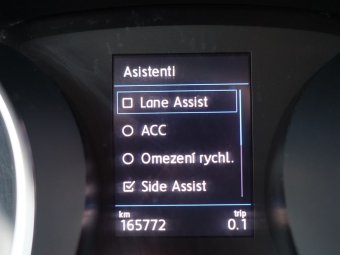 Asistenti
Lane Assist
ACC
Omezení rychl.
Side Assist
km trip
165772 0.1